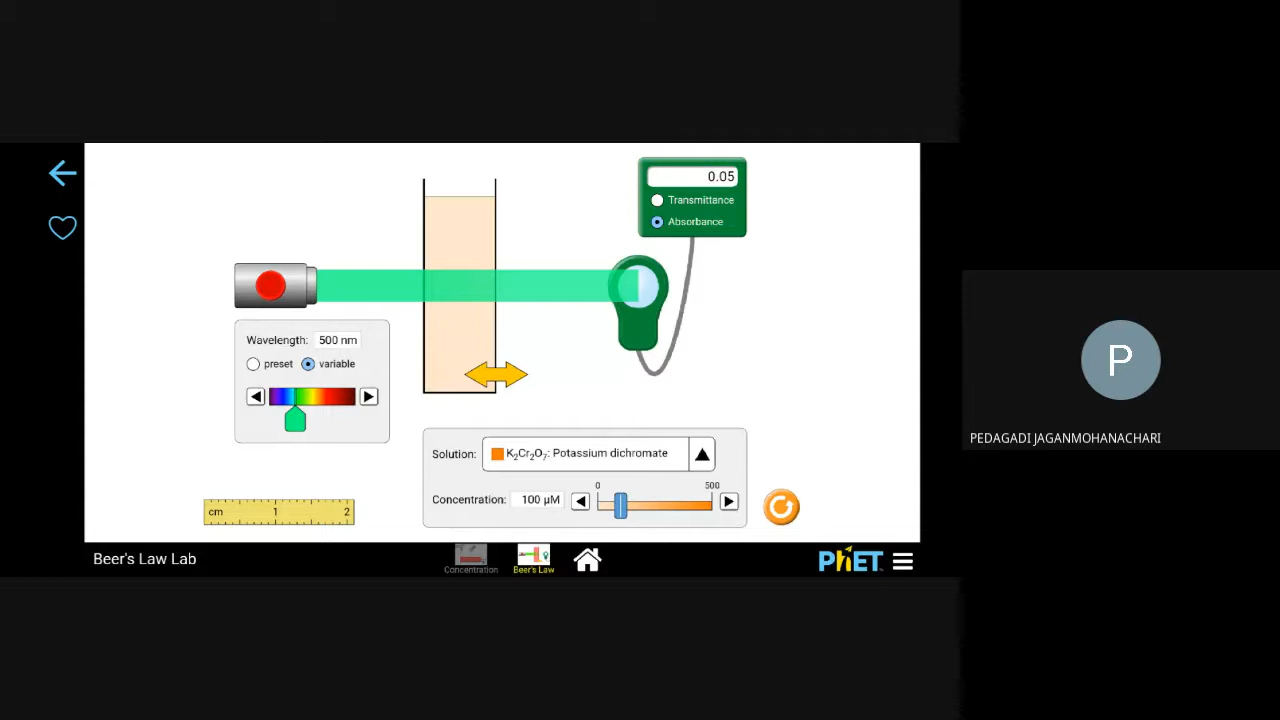 0.05
Transmittance
Absorbance
Wavelength: 500 nm
preset variable
Solution: K₂Cr₂O₇: Potassium dichromate
0 500
Concentration: 100 µM
cm 1 2
Beer's Law Lab
Concentration
Beer's Law
PhET
P
PEDAGADI JAGANMOHANACHARI